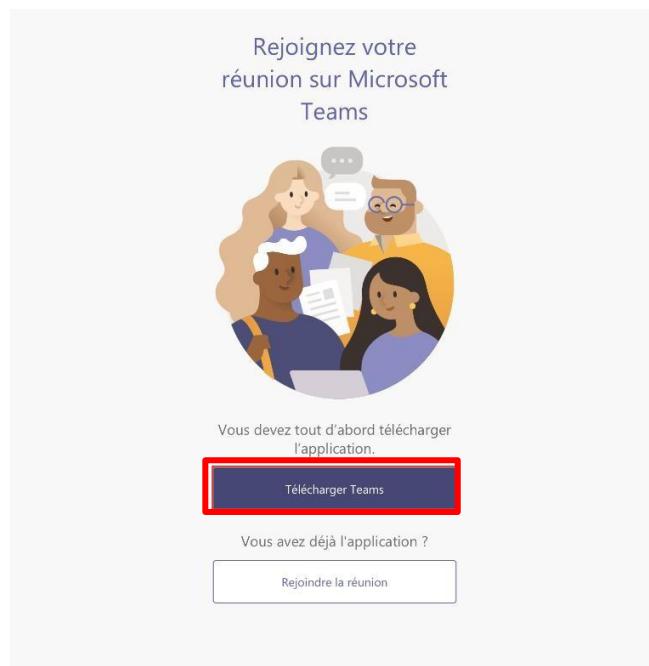 Rejoignez votre
réunion sur Microsoft
Teams
Vous devez tout d'abord télécharger
l'application.
Télécharger Teams
Vous avez déjà l'application ?
Rejoindre la réunion